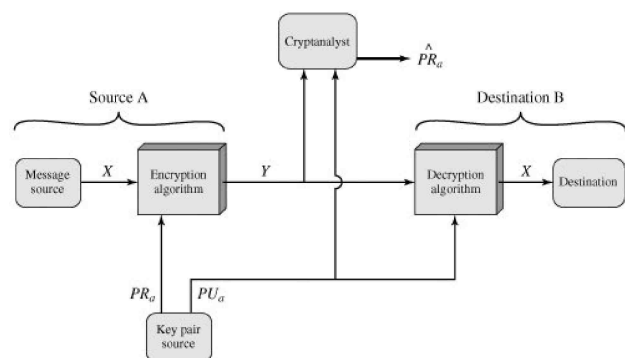 Cryptanalyst
P̂R_a
Source A
Destination B
Message
source
X
Encryption
algorithm
Y
Decryption
algorithm
X
Destination
PR_a
PU_a
Key pair
source